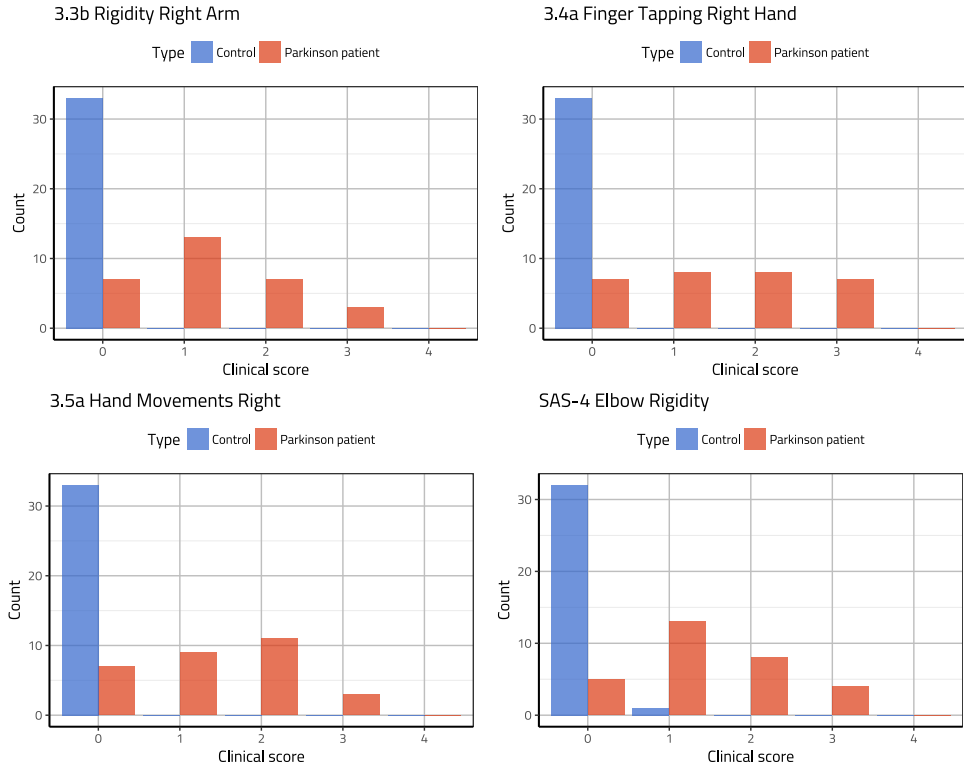 3.3b Rigidity Right Arm
Type Control Parkinson patient
30
20
10
0
Count
0 1 2 3 4
Clinical score
3.4a Finger Tapping Right Hand
Type Control Parkinson patient
30
20
10
0
Count
0 1 2 3 4
Clinical score
3.5a Hand Movements Right
Type Control Parkinson patient
30
20
10
0
Count
0 1 2 3 4
Clinical score
SAS-4 Elbow Rigidity
Type Control Parkinson patient
30
20
10
0
Count
0 1 2 3 4
Clinical score